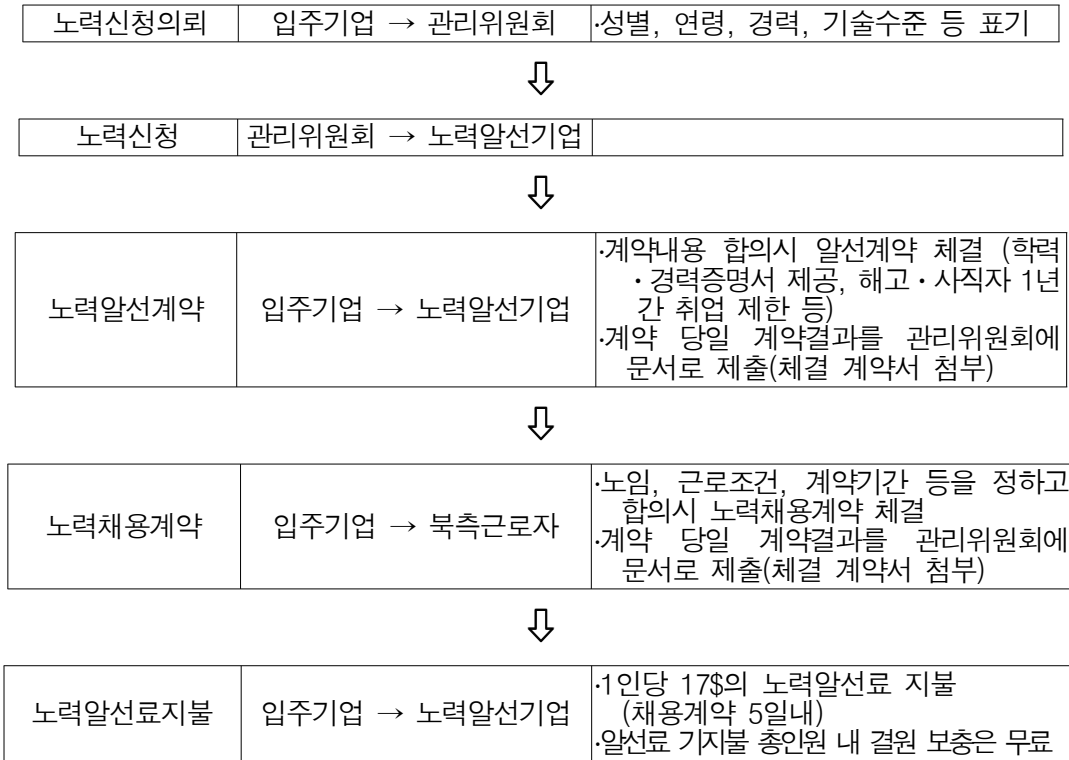 노력신청의뢰 입주기업 → 관리위원회 ·성별, 연령, 경력, 기술수준 등 표기
⇩
노력신청 관리위원회 → 노력알선기업
⇩
노력알선계약 입주기업 → 노력알선기업
·계약내용 합의시 알선계약 체결 (학력
·경력증명서 제공, 해고·사직자 1년
간 취업 제한 등)
·계약 당일 계약결과를 관리위원회에
문서로 제출(체결 계약서 첨부)
⇩
노력채용계약 입주기업 → 북측근로자
·노임, 근로조건, 계약기간 등을 정하고
합의시 노력채용계약 체결
·계약 당일 계약결과를 관리위원회에
문서로 제출(체결 계약서 첨부)
⇩
노력알선료지불 입주기업 → 노력알선기업
·1인당 17$의 노력알선료 지불
(채용계약 5일내)
·알선료 기지불 총인원 내 결원 보충은 무료